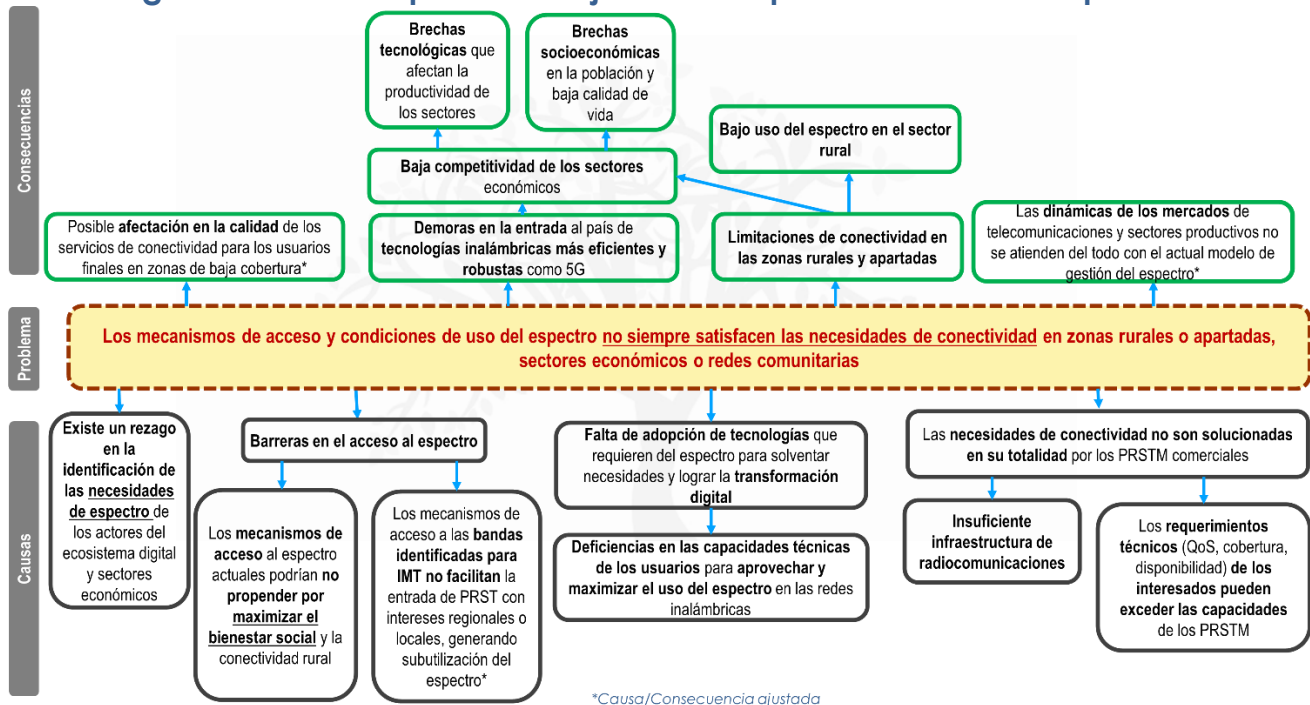 Consecuencias
Brechas
tecnológicas que
afectan la
productividad de
los sectores
Brechas
socioeconómicas
en la población y
baja calidad de
vida
Bajo uso del espectro en el sector
rural
Baja competitividad de los sectores
económicos
Posible afectación en la calidad de los
servicios de conectividad para los usuarios
finales en zonas de baja cobertura*
Demoras en la entrada al país de
tecnologías inalámbricas más eficientes y
robustas como 5G
Limitaciones de conectividad en
las zonas rurales y apartadas
Las dinámicas de los mercados de
telecomunicaciones y sectores productivos no
se atienden del todo con el actual modelo de
gestión del espectro*
Problema
Los mecanismos de acceso y condiciones de uso del espectro no siempre satisfacen las necesidades de conectividad en zonas rurales o apartadas,
sectores económicos o redes comunitarias
Causas
Existe un rezago
en la
identificación de
las necesidades
de espectro de
los actores del
ecosistema digital
y sectores
económicos
Barreras en el acceso al espectro
Los mecanismos de
acceso al espectro
actuales podrían no
propender por
maximizar el
bienestar social y la
conectividad rural
Los mecanismos de
acceso a las bandas
identificadas para
IMT no facilitan la
entrada de PRST con
intereses regionales o
locales, generando
subutilización del
espectro*
Falta de adopción de tecnologías que
requieren del espectro para solventar
necesidades y lograr la transformación
digital
Deficiencias en las capacidades técnicas
de los usuarios para aprovechar y
maximizar el uso del espectro en las redes
inalámbricas
Las necesidades de conectividad no son solucionadas
en su totalidad por los PRSTM comerciales
Insuficiente
infraestructura de
radiocomunicaciones
Los requerimientos
técnicos (QoS, cobertura,
disponibilidad) de los
interesados pueden
exceder las capacidades
de los PRSTM
*Causa/Consecuencia ajustada